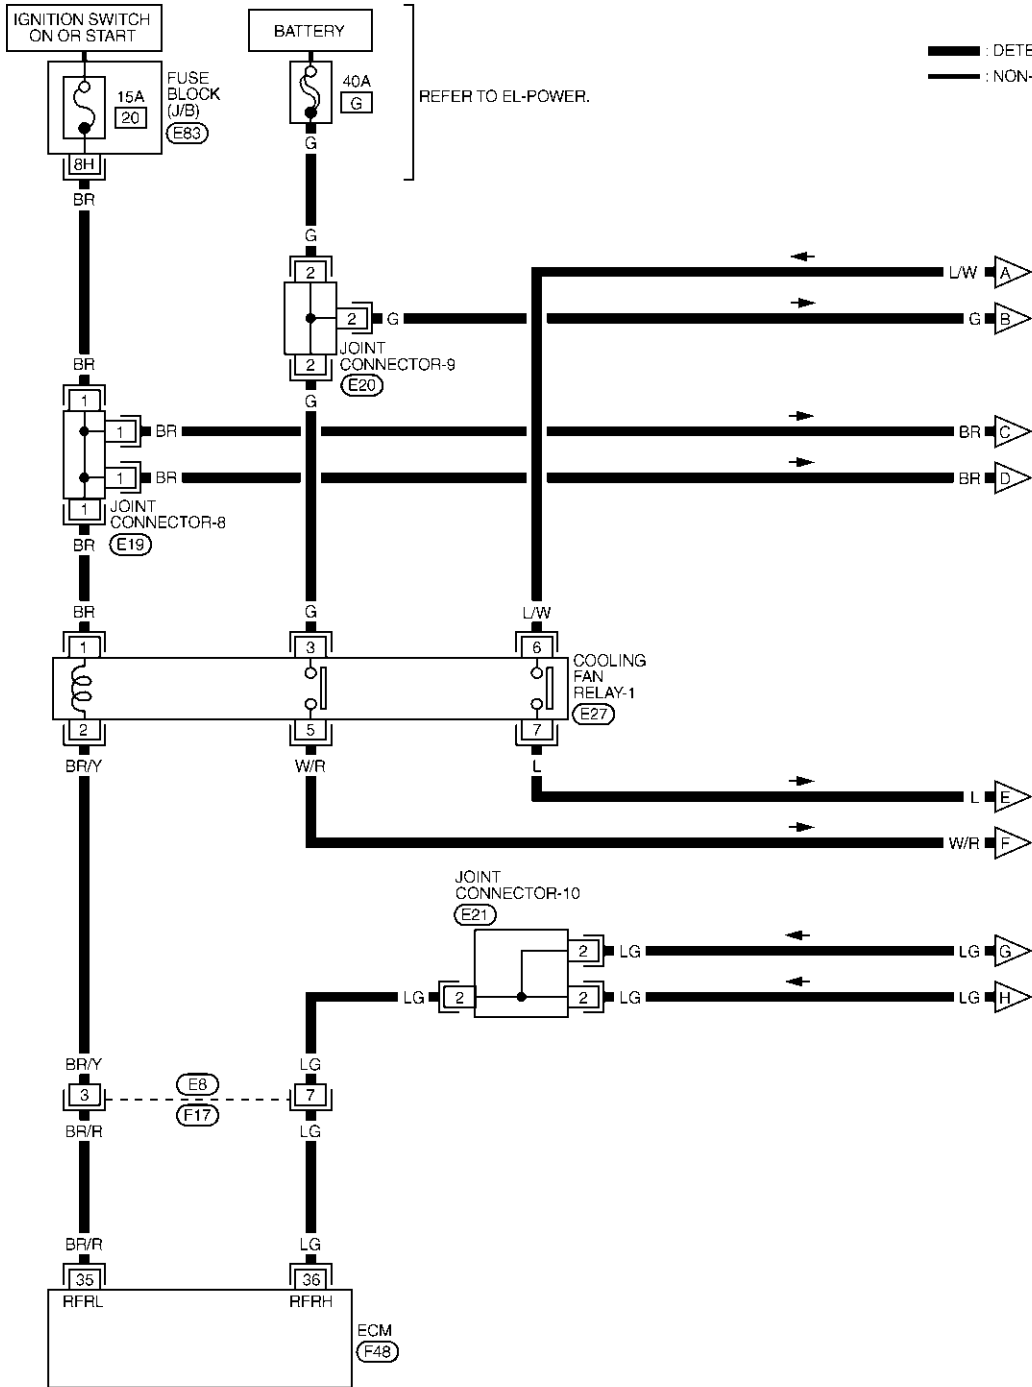 IGNITION SWITCH
ON OR START
BATTERY
: DETE
: NON-
15A
20
FUSE
BLOCK
(J/B)
E83
40A
G
REFER TO EL-POWER.
8H
G
BR
G
2
L/W A
2 G
G B
BR
2
JOINT
CONNECTOR-9
E20
1
G
1 BR
BR C
1 BR
BR D
1
JOINT
CONNECTOR-8
E19
BR
BR
G
L/W
1
3
6
COOLING
FAN
RELAY-1
E27
2
5
7
BR/Y
W/R
L
L E
W/R F
JOINT
CONNECTOR-10
E21
2 LG
LG G
LG 2
2 LG
LG H
BR/Y
LG
3
E8
F17
7
BR/R
LG
BR/R
LG
35
36
RFRL
RFRH
ECM
F48